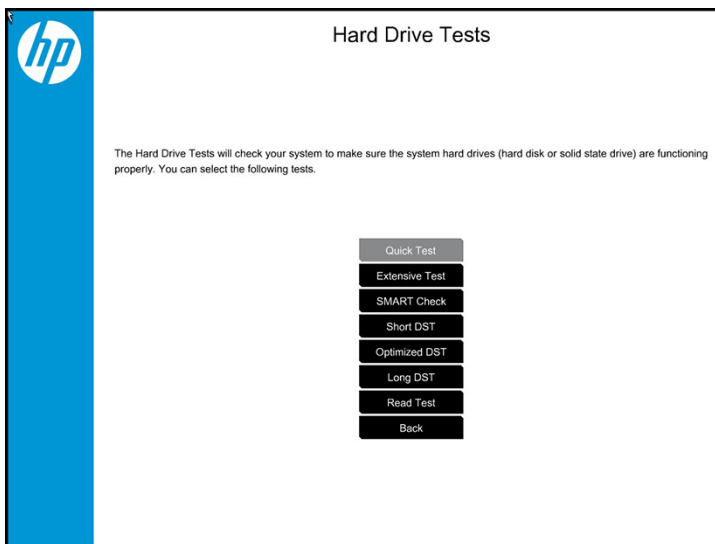 hp
Hard Drive Tests
The Hard Drive Tests will check your system to make sure the system hard drives (hard disk or solid state drive) are functioning
properly. You can select the following tests.
Quick Test
Extensive Test
SMART Check
Short DST
Optimized DST
Long DST
Read Test
Back